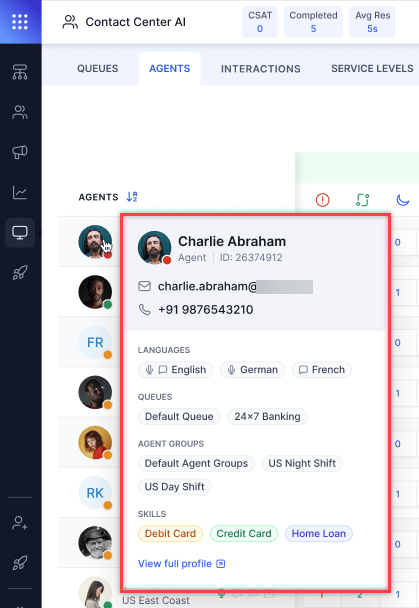 Contact Center AI
CSAT
0
Completed
5
Avg Res
5s
QUEUES
AGENTS
INTERACTIONS
SERVICE LEVELS
AGENTS
Charlie Abraham
Agent | ID: 26374912
charlie.abraham@
+91 9876543210
LANGUAGES
English
German
French
QUEUES
Default Queue
24×7 Banking
AGENT GROUPS
Default Agent Groups
US Night Shift
US Day Shift
SKILLS
Debit Card
Credit Card
Home Loan
View full profile
FR
RK
0
1
0
1
0
1
0
US East Coast
1
2
1